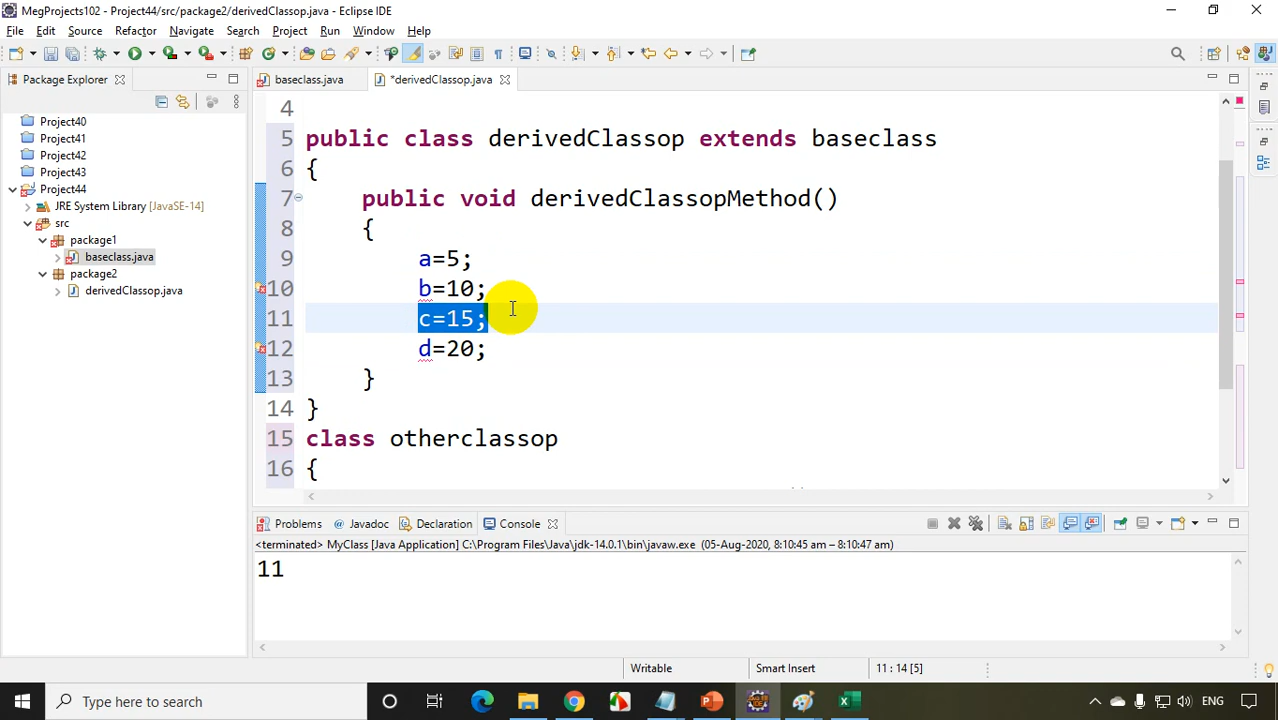 MegProjects102 - Project44/src/package2/derivedClassop.java - Eclipse IDE
File Edit Source Refactor Navigate Search Project Run Window Help
Package Explorer
baseclass.java
*derivedClassop.java
Project40
Project41
Project42
Project43
Project44
JRE System Library [JavaSE-14]
src
package1
baseclass.java
package2
derivedClassop.java
4
5 public class derivedClassop extends baseclass
6 {
7 public void derivedClassopMethod()
8 {
9 a=5;
10 b=10;
11 c=15;
12 d=20;
13 }
14 }
15 class otherclassop
16 {
Problems @ Javadoc Declaration Console
<terminated> MyClass [Java Application] C:\Program Files\Java\jdk-14.0.1\bin\javaw.exe (05-Aug-2020, 8:10:45 am – 8:10:47 am)
11
Writable Smart Insert 11 : 14 [5]
Type here to search
ENG